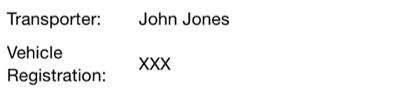 Transporter: John Jones
Vehicle
Registration: XXX